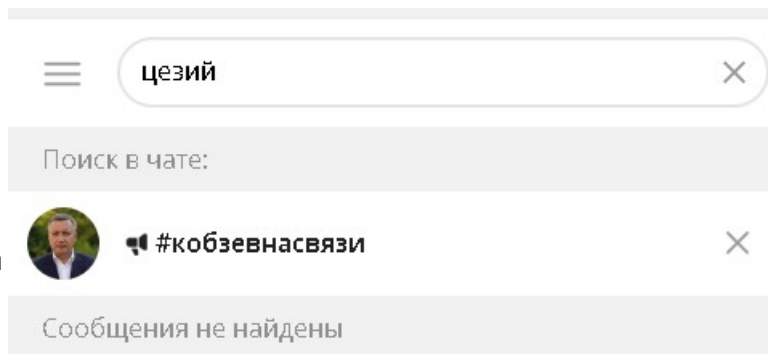 цезий
Поиск в чате:
#кобзевнасвязи
Сообщения не найдены